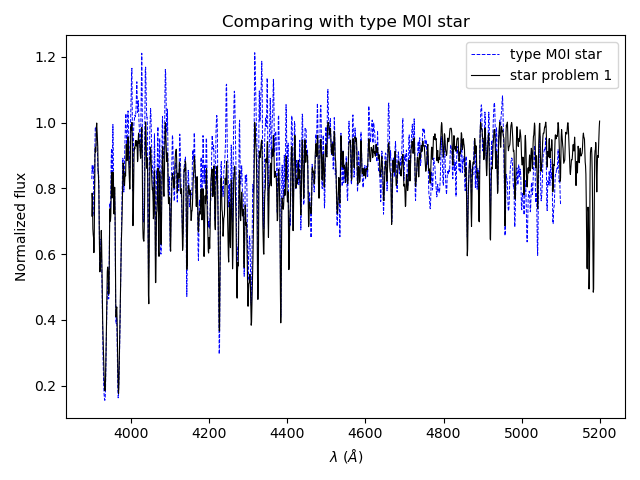 Comparing with type M0I star
type M0I star
star problem 1
Normalized flux
1.2
1.0
0.8
0.6
0.4
0.2
4000 4200 4400 4600 4800 5000 5200
λ (Å)